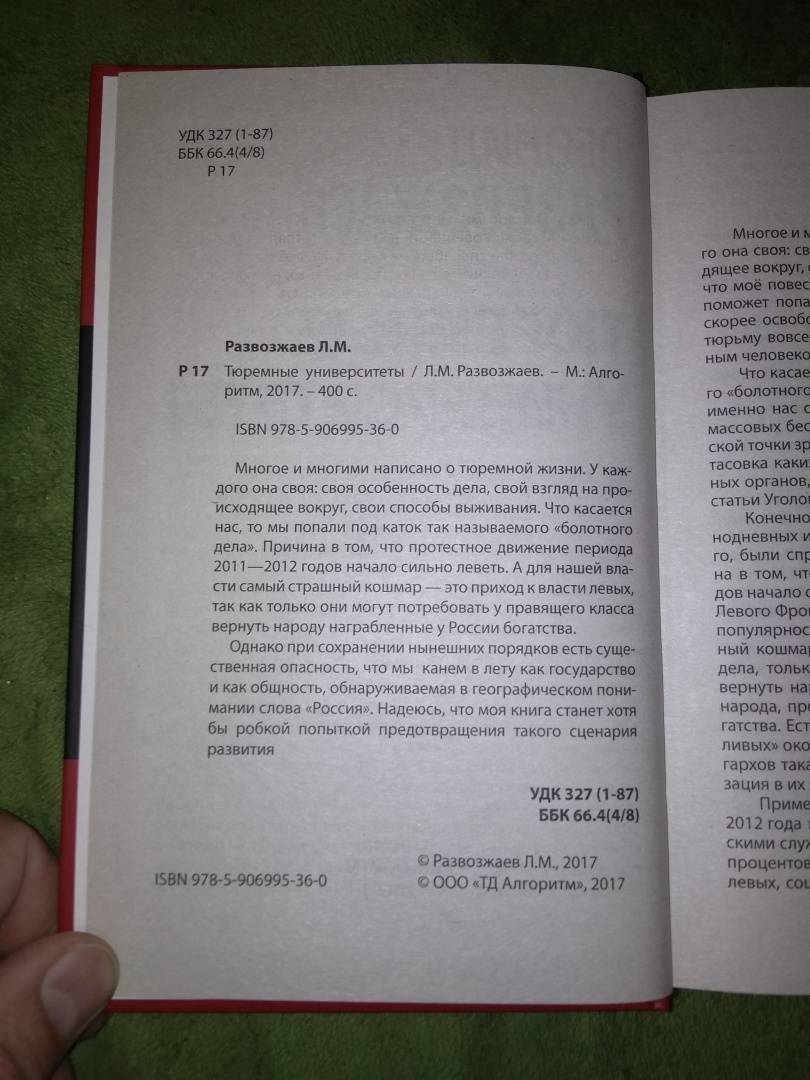 УДК 327 (1-87)
ББК 66.4(4/8)
Р 17
Развозжаев Л.М.
Р 17 Тюремные университеты / Л.М. Развозжаев. – М.: Алго-
ритм, 2017. – 400 с.
ISBN 978-5-906995-36-0
Многое и многими написано о тюремной жизни. У каж-
дого она своя: своя особенность дела, свой взгляд на про-
исходящее вокруг, свои способы выживания. Что касается
нас, то мы попали под каток так называемого «болотного
дела». Причина в том, что протестное движение периода
2011—2012 годов начало сильно леветь. А для нашей вла-
сти самый страшный кошмар — это приход к власти левых,
так как только они могут потребовать у правящего класса
вернуть народу награбленные у России богатства.
Однако при сохранении нынешних порядков есть суще-
ственная опасность, что мы канем в лету как государство
и как общность, обнаруживаемая в географическом пони-
мании слова «Россия». Надеюсь, что моя книга станет хотя
бы робкой попыткой предотвращения такого сценария
развития
УДК 327 (1-87)
ББК 66.4(4/8)
© Развозжаев Л.М., 2017
ISBN 978-5-906995-36-0
© ООО «ТД Алгоритм», 2017
Многое и м
го она своя: св
дящее вокруг,
что моё повес
поможет попа
скорее освобо
тюрьму вовсе
ным человеко
Что касае
го «болотного
именно нас с
массовых бес
ской точки зр
тасовка каки
ных органов,
статьи Уголо
Конечно
нодневных и
го, были спр
на в том, что
дов начало с
Левого Фро
популярнос
ный кошмар
дела, только
вернуть на
народа, пре
гатства. Ест
ливых» око
гархов така
зация в их
Приме
2012 года
скими слу
процентов
левых, соц